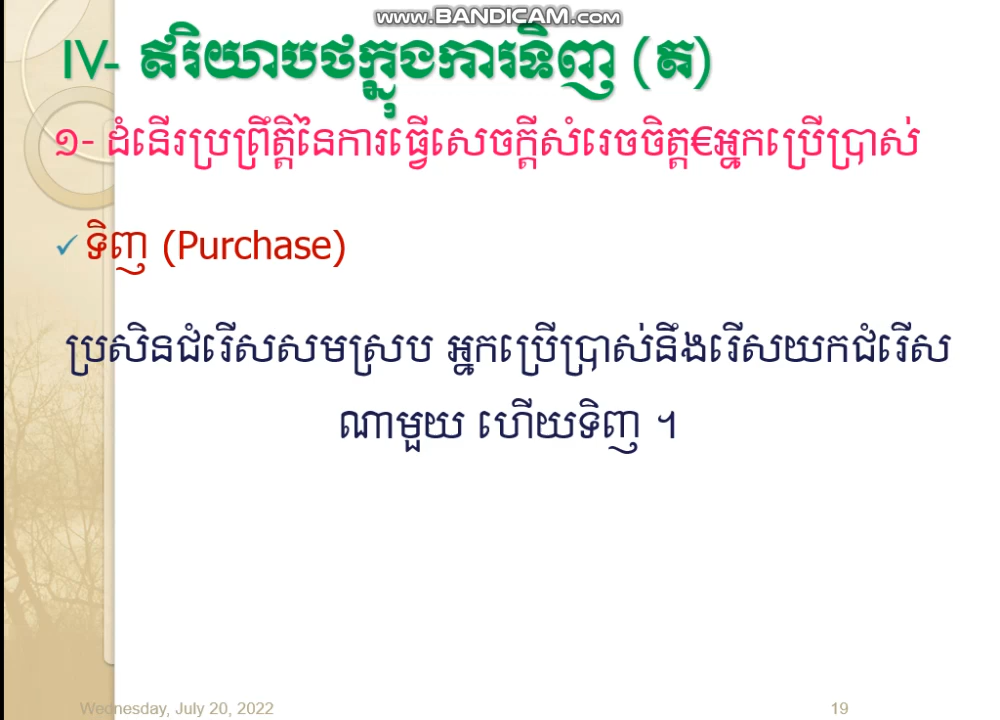 www.BANDICAM.com
IV- ឥរិយាបថក្នុងការទិញ (ត)
១- ដំនើរប្រព្រឹត្តិនៃការធ្វើសេចក្តីសំរេចចិត្ត€អ្នកប្រើប្រាស់
✓ ទិញ (Purchase)
ប្រសិនជំរើសសមស្រប អ្នកប្រើប្រាស់នឹងរើសយកជំរើស
ណាមួយ ហើយទិញ ។
Wednesday, July 20, 2022
19